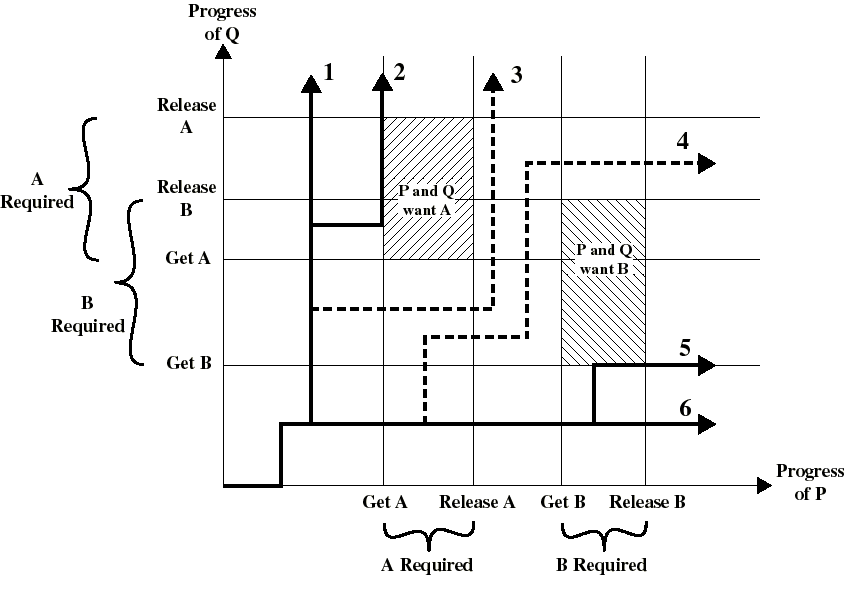 Progress
of Q
1
2
3
4
Release
A
A
Required
Release
B
P and Q
want A
Get A
P and Q
want B
B
Required
Get B
5
6
Progress
of P
Get A
Release A
Get B
Release B
A Required
B Required